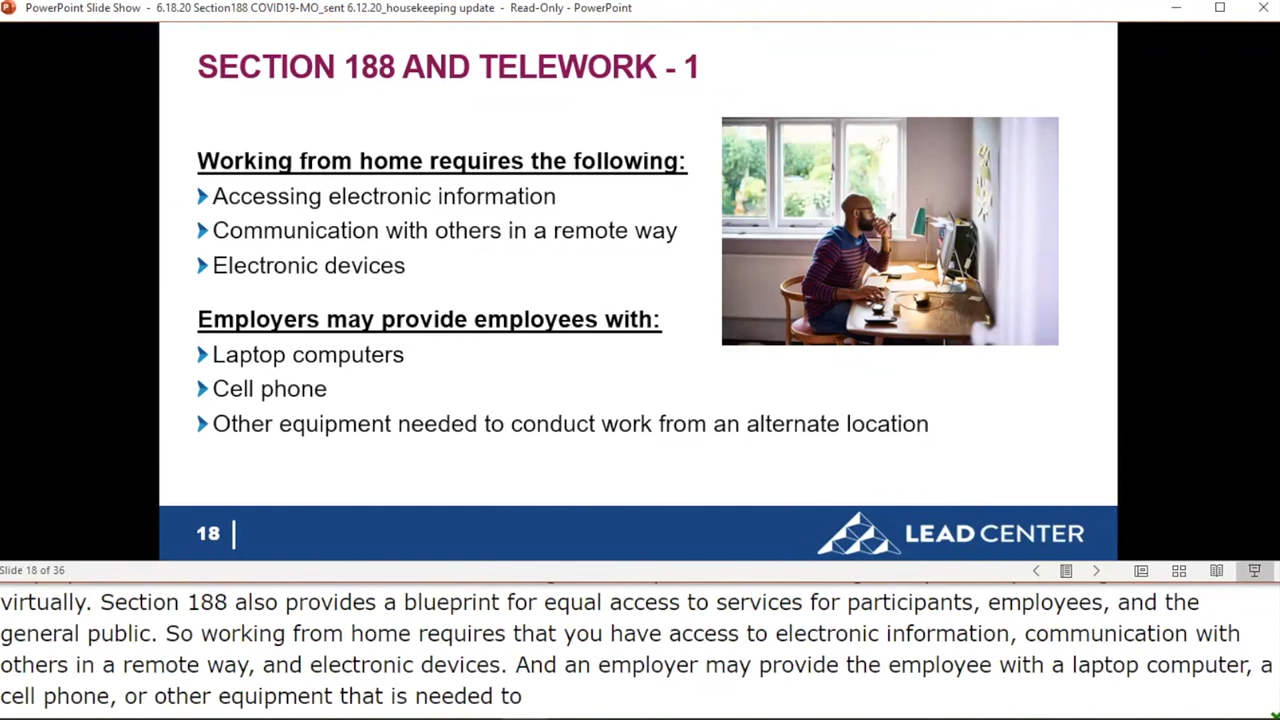 PowerPoint Slide Show - 6.18.20 Section188 COVID19-MO_sent 6.12.20_housekeeping update - Read-Only - PowerPoint
SECTION 188 AND TELEWORK - 1
Working from home requires the following:
Accessing electronic information
Communication with others in a remote way
Electronic devices
Employers may provide employees with:
Laptop computers
Cell phone
Other equipment needed to conduct work from an alternate location
18
LEAD CENTER
Slide 18 of 36
virtually. Section 188 also provides a blueprint for equal access to services for participants, employees, and the
general public. So working from home requires that you have access to electronic information, communication with
others in a remote way, and electronic devices. And an employer may provide the employee with a laptop computer, a
cell phone, or other equipment that is needed to